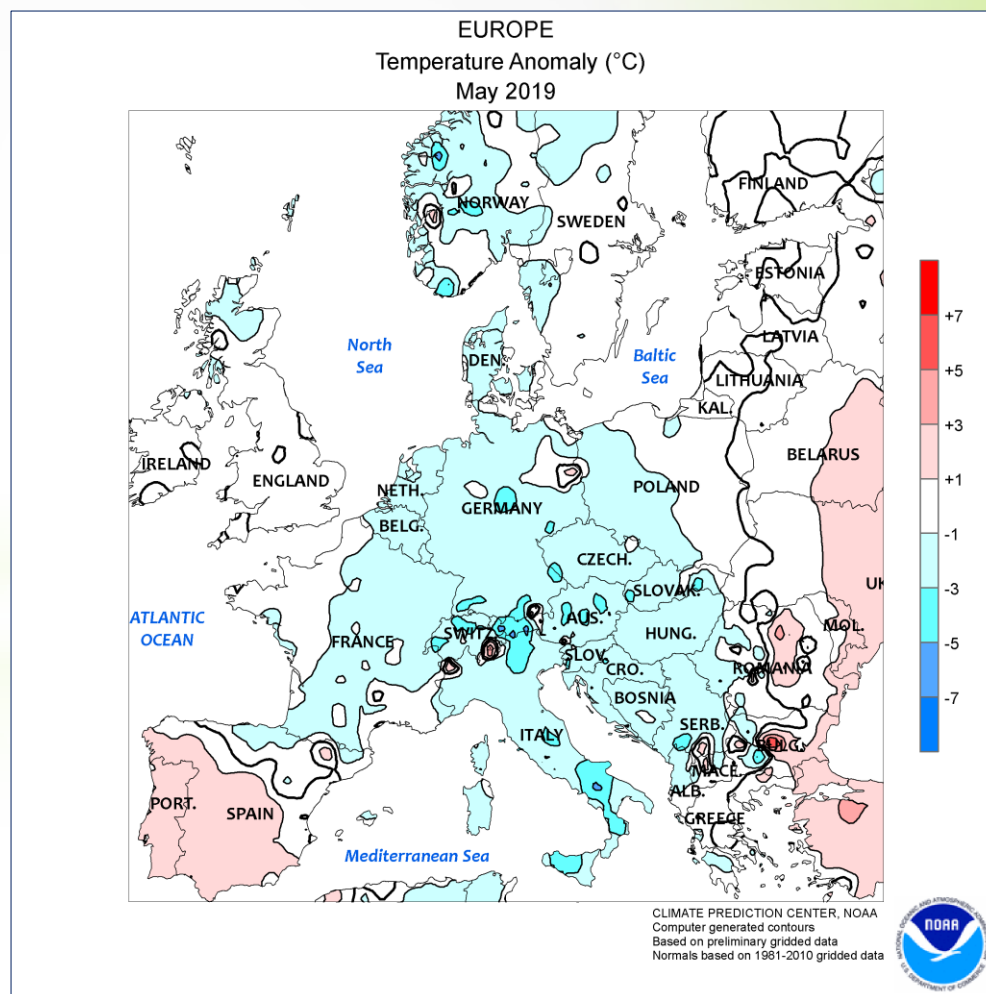 EUROPE
Temperature Anomaly (°C)
May 2019
FINLAND
NORWAY
SWEDEN
ESTONIA
North
Sea
LATVIA
DEN.
Baltic
Sea
LITHUANIA
KAL.
IRELAND
ENGLAND
BELARUS
NETH.
GERMANY
POLAND
BELG.
CZECH.
SLOVAK.
UK
ATLANTIC
OCEAN
FRANCE
SWITZ.
AUS.
HUNG.
MOL.
SLOV.
CRO.
ROMANIA
BOSNIA
SERB.
ITALY
BULG.
MACE.
ALB.
PORT.
SPAIN
GREECE
Mediterranean Sea
+7
+5
+3
+1
-1
-3
-5
-7
CLIMATE PREDICTION CENTER, NOAA
Computer generated contours
Based on preliminary gridded data
Normals based on 1981-2010 gridded data
NOAA